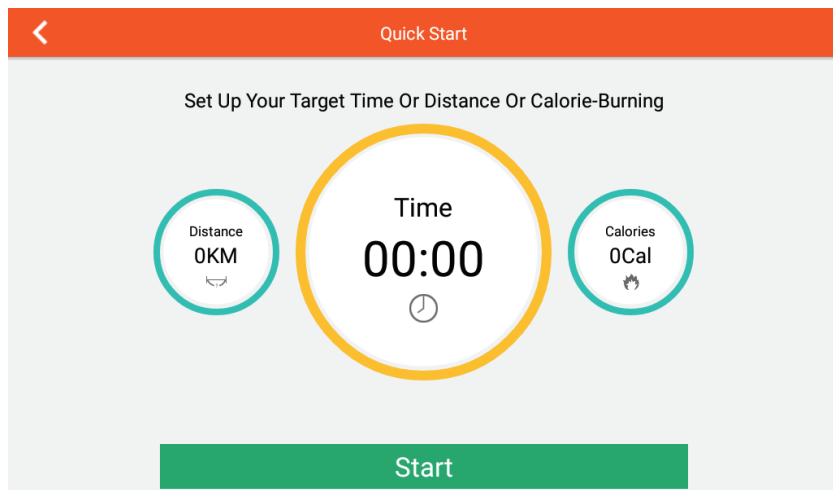 Quick Start
Set Up Your Target Time Or Distance Or Calorie-Burning
Distance
0KM
Time
00:00
Calories
0Cal
Start